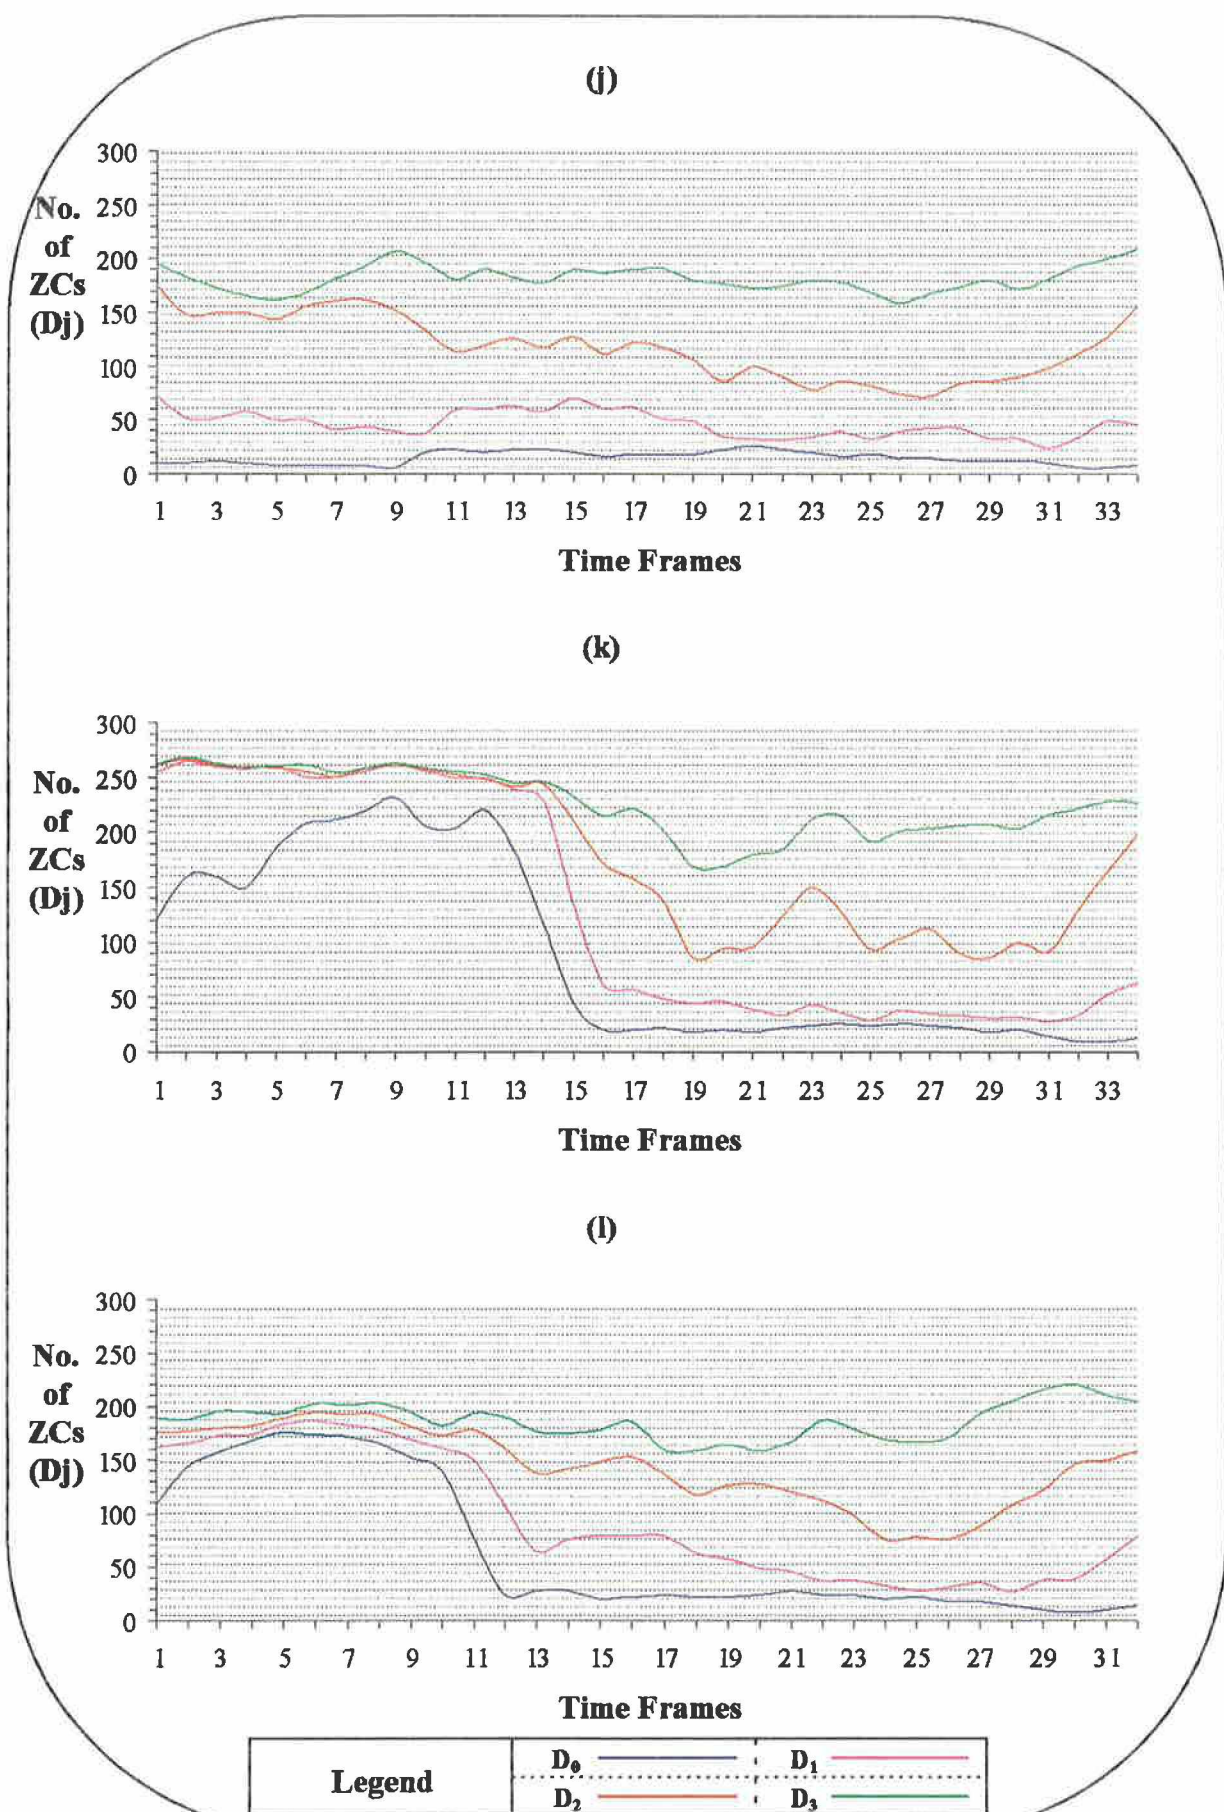 (j)
300
250
200
150
100
50
0
No.
of
ZCs
(Dj)
1 3 5 7 9 11 13 15 17 19 21 23 25 27 29 31 33
Time Frames
(k)
300
250
200
150
100
50
0
No.
of
ZCs
(Dj)
1 3 5 7 9 11 13 15 17 19 21 23 25 27 29 31 33
Time Frames
(l)
300
250
200
150
100
50
0
No.
of
ZCs
(Dj)
1 3 5 7 9 11 13 15 17 19 21 23 25 27 29 31
Time Frames
Legend
D₀ D₁
D₂ D₃